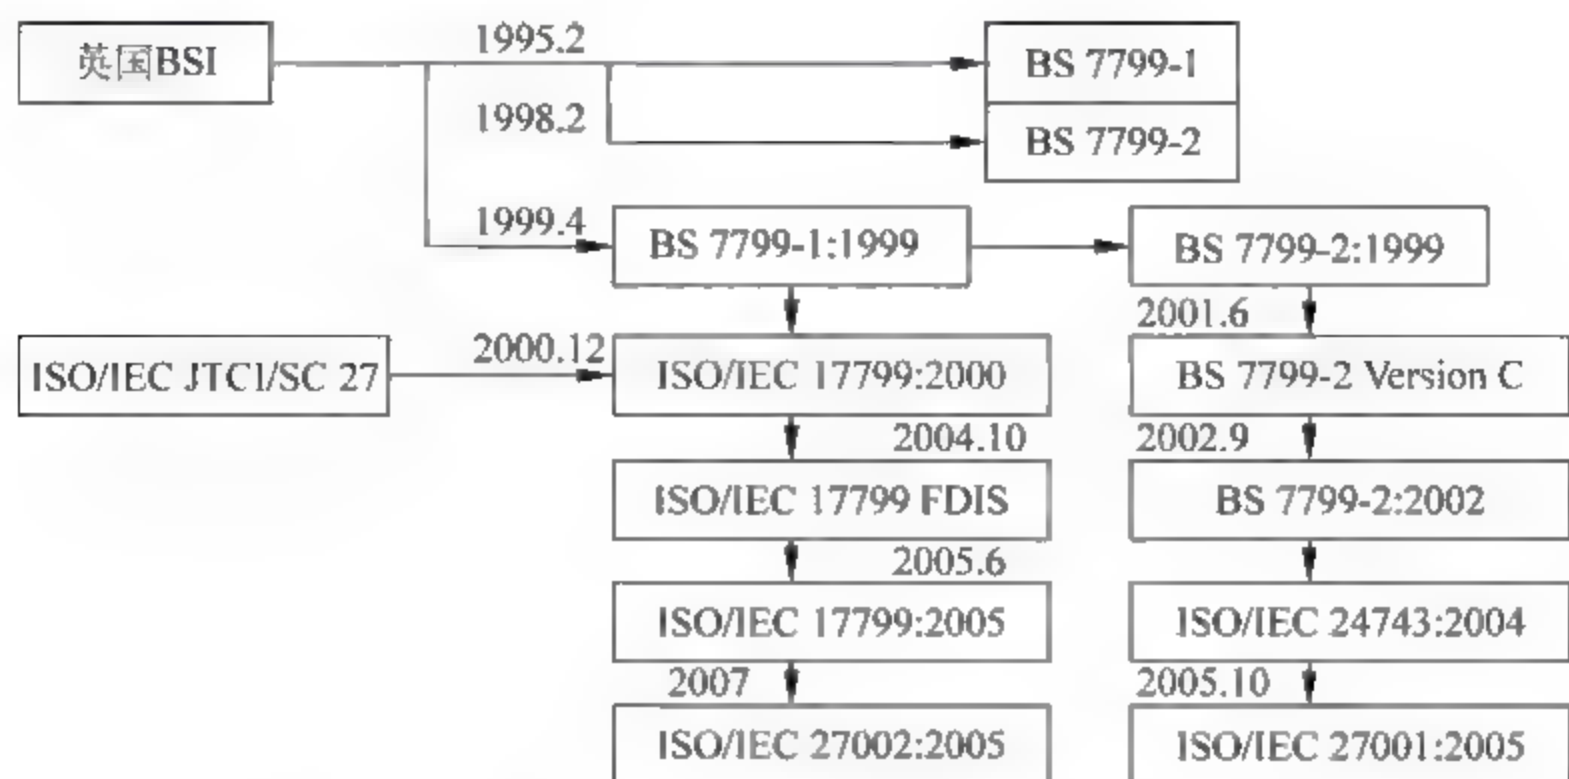 英国BSI
1995.2
BS 7799-1
1998.2
BS 7799-2
1999.4
BS 7799-1:1999
BS 7799-2:1999
2001.6
ISO/IEC JTC1/SC 27
2000.12
ISO/IEC 17799:2000
BS 7799-2 Version C
2004.10
2002.9
ISO/IEC 17799 FDIS
BS 7799-2:2002
2005.6
ISO/IEC 17799:2005
ISO/IEC 24743:2004
2007
2005.10
ISO/IEC 27002:2005
ISO/IEC 27001:2005